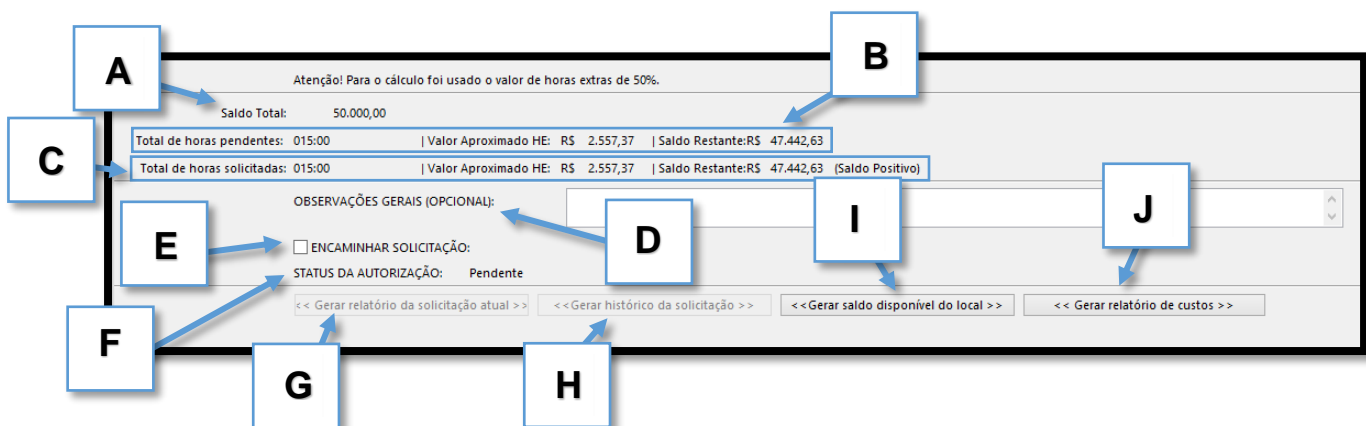 A
B
Atenção! Para o cálculo foi usado o valor de horas extras de 50%.
Saldo Total: 50.000,00
C
Total de horas pendentes: 015:00 | Valor Aproximado HE: R$ 2.557,37 | Saldo Restante:R$ 47.442,63
Total de horas solicitadas: 015:00 | Valor Aproximado HE: R$ 2.557,37 | Saldo Restante:R$ 47.442,63 (Saldo Positivo)
OBSERVAÇÕES GERAIS (OPCIONAL):
I
J
E
D
ENCAMINHAR SOLICITAÇÃO:
STATUS DA AUTORIZAÇÃO: Pendente
<< Gerar relatório da solicitação atual >> <<Gerar histórico da solicitação >> <<Gerar saldo disponível do local >> << Gerar relatório de custos >>
F
G
H